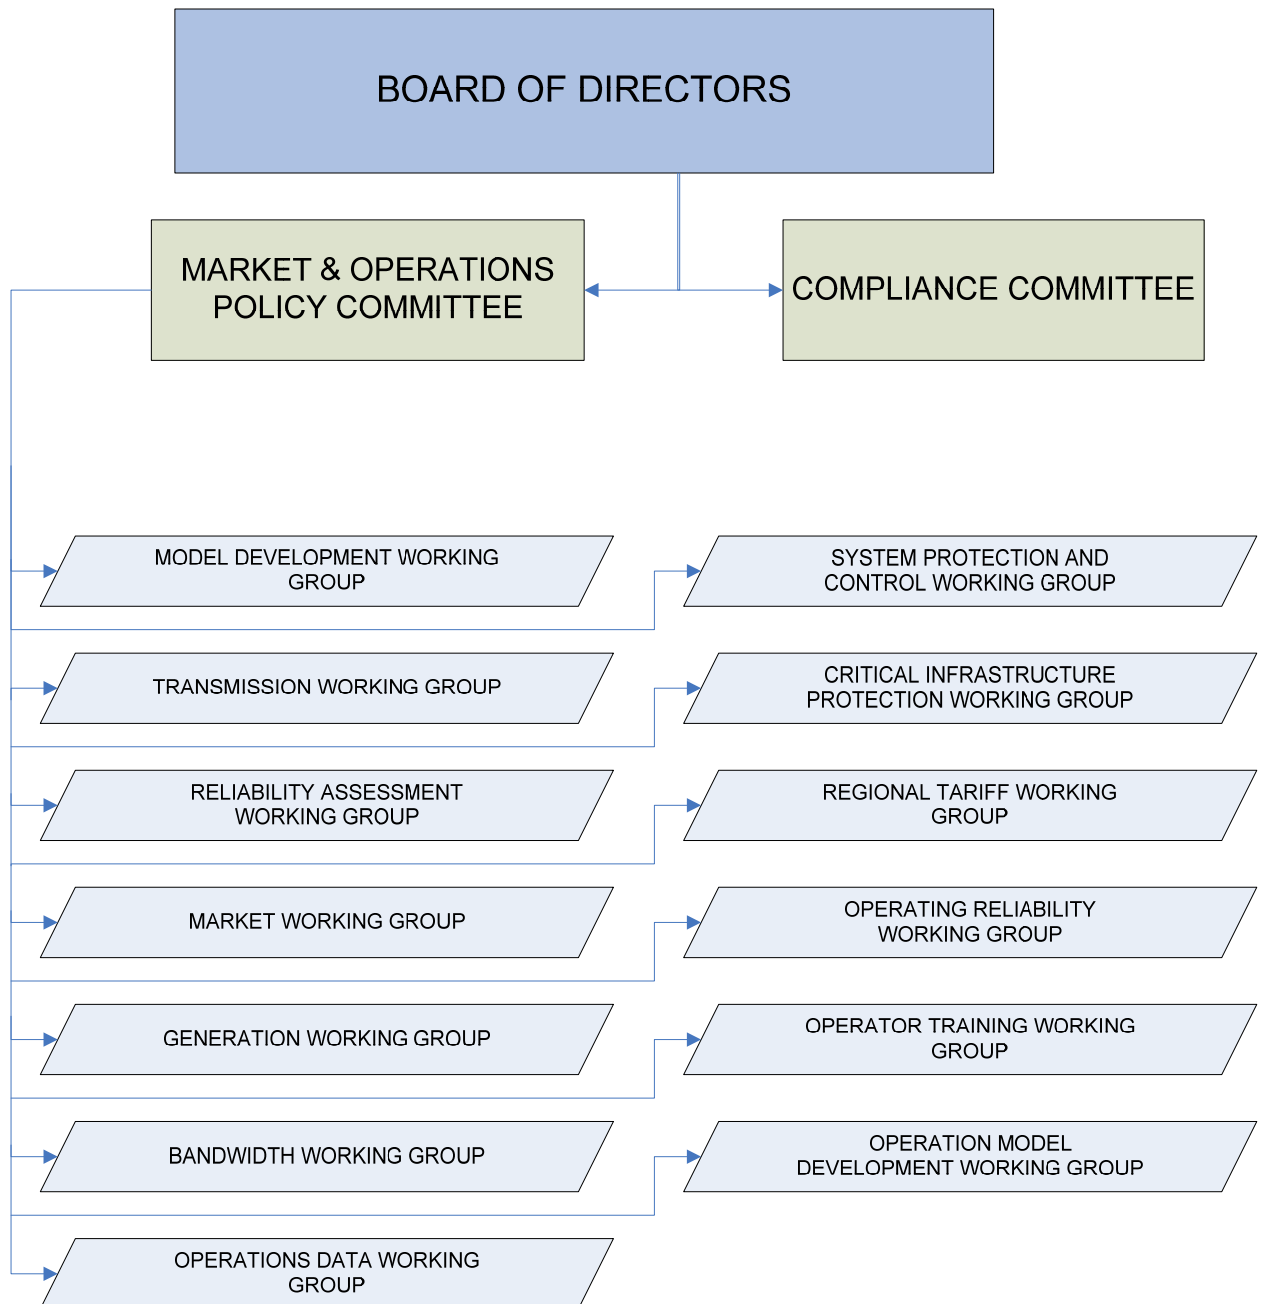 BOARD OF DIRECTORS
MARKET & OPERATIONS
POLICY COMMITTEE
COMPLIANCE COMMITTEE
MODEL DEVELOPMENT WORKING
GROUP
SYSTEM PROTECTION AND
CONTROL WORKING GROUP
TRANSMISSION WORKING GROUP
CRITICAL INFRASTRUCTURE
PROTECTION WORKING GROUP
RELIABILITY ASSESSMENT
WORKING GROUP
REGIONAL TARIFF WORKING
GROUP
MARKET WORKING GROUP
OPERATING RELIABILITY
WORKING GROUP
GENERATION WORKING GROUP
OPERATOR TRAINING WORKING
GROUP
BANDWIDTH WORKING GROUP
OPERATION MODEL
DEVELOPMENT WORKING GROUP
OPERATIONS DATA WORKING
GROUP